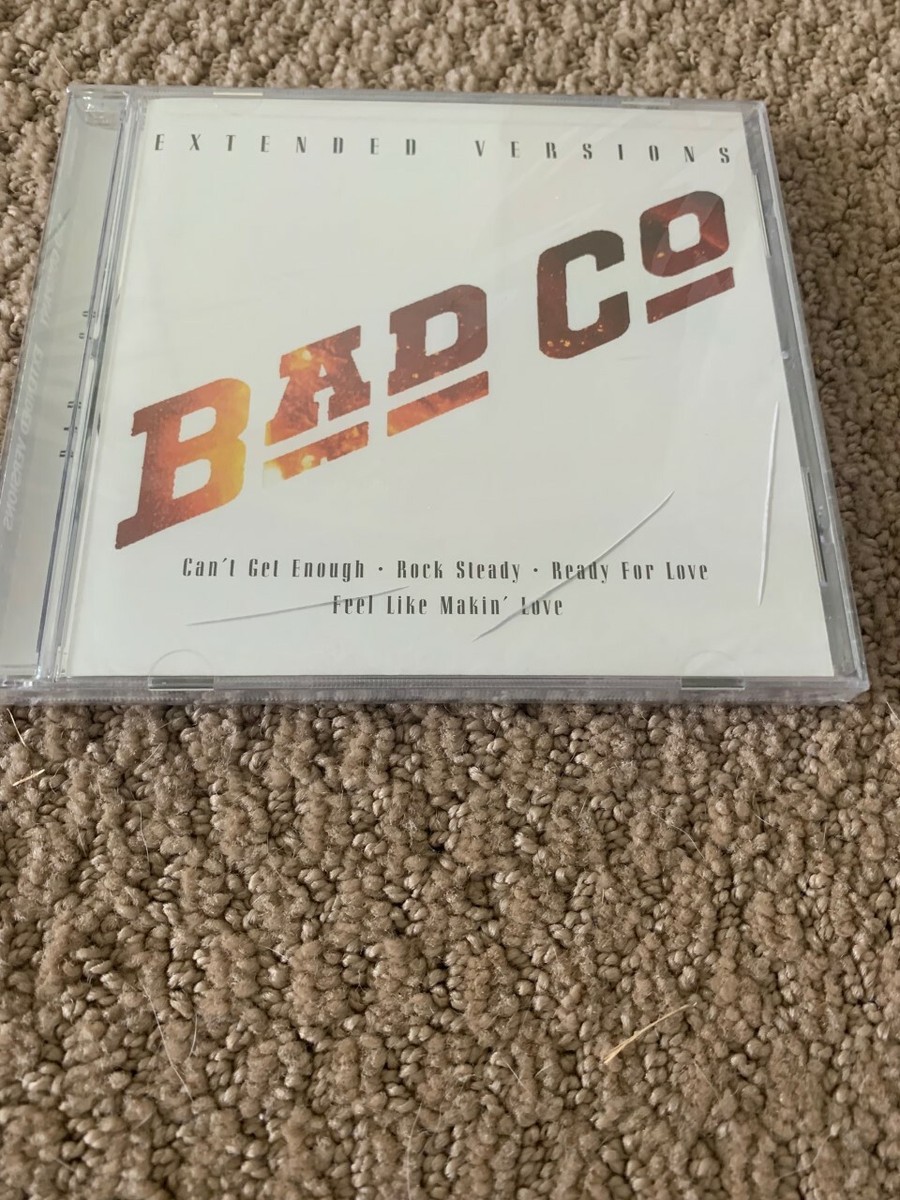 EXTENDED VERSIONS
BAD CO
Can't Get Enough • Rock Steady • Ready For Love
Feel Like Makin' Love